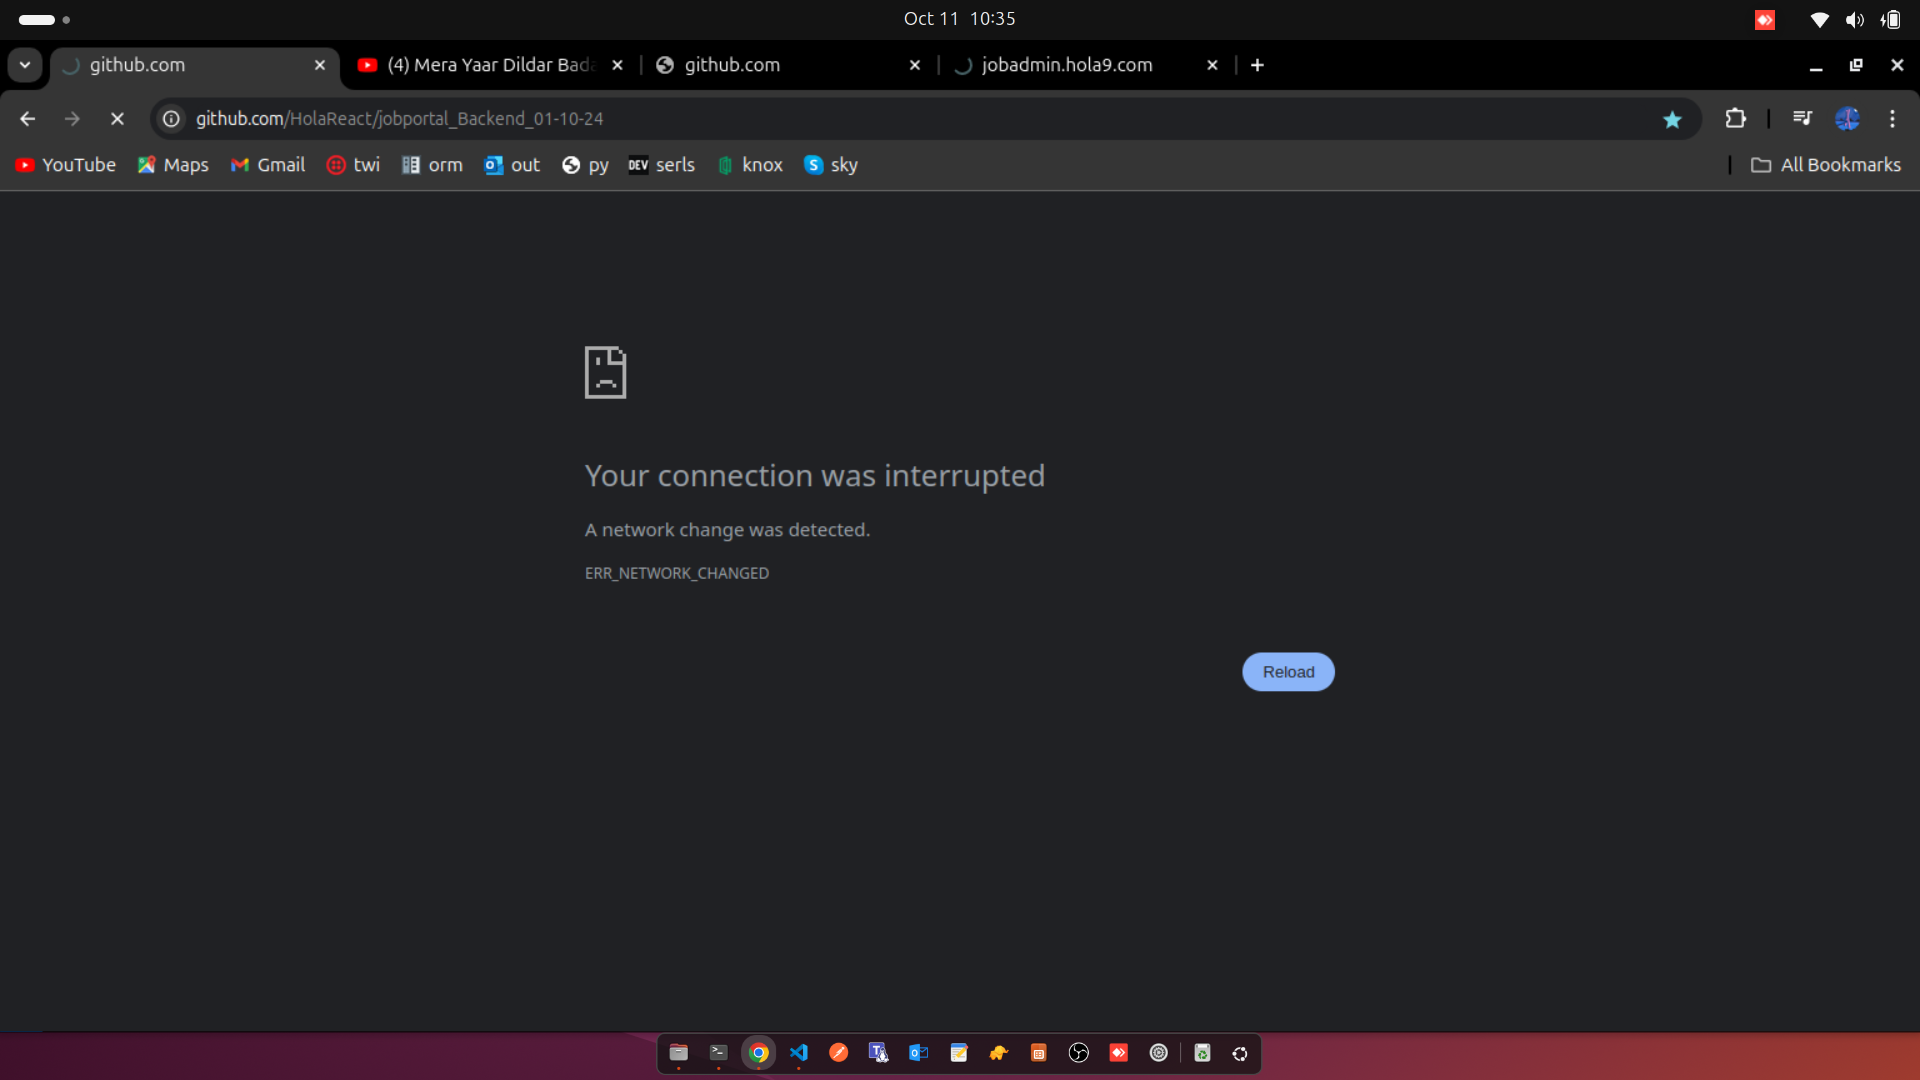 Oct 11 10:35
github.com
(4) Mera Yaar Dildar Bada
github.com
jobadmin.hola9.com
github.com/HolaReact/jobportal_Backend_01-10-24
YouTube
Maps
Gmail
twi
orm
out
py
DEV
serls
knox
sky
All Bookmarks
Your connection was interrupted
A network change was detected.
ERR_NETWORK_CHANGED
Reload